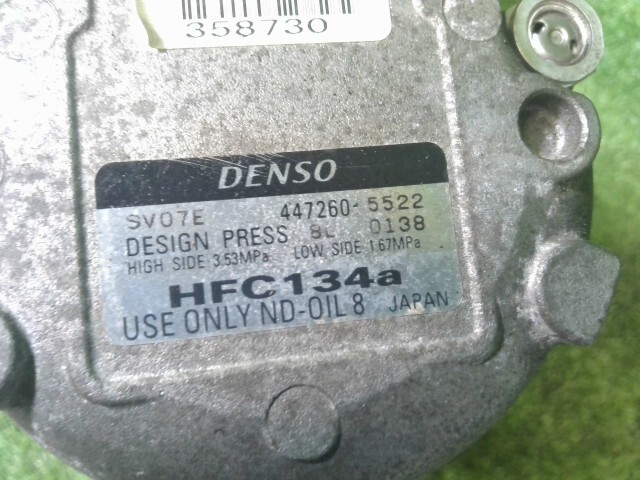 358730
DENSO
SV07E 447260-5522
DESIGN PRESS 8L 0138
HIGH SIDE 3.53MPa LOW SIDE 1.67MPa
HFC134a
USE ONLY ND-OIL 8 JAPAN